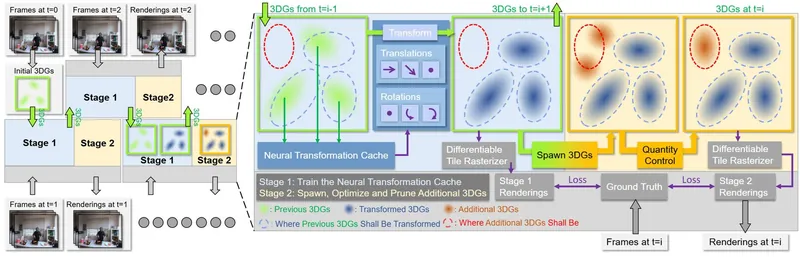 Frames at t=0
Frames at t=2
Renderings at t=2
Initial 3DGs
3DGs
3DGs
3DGs
3DGs
Stage 1
Stage2
Stage 1
Stage 2
Stage 1
Stage 2
Frames at t=1
Renderings at t=1
3DGs from t=i-1
3DGs to t=i+1
3DGs at t=i
Transform
Translations
Rotations
Neural Transformation Cache
Differentiable
Tile Rasterizer
Spawn 3DGs
Quantity
Control
Differentiable
Tile Rasterizer
Stage 1: Train the Neural Transformation Cache
Stage 2: Spawn, Optimize and Prune Additional 3DGs
Stage 1
Renderings
Loss
Ground Truth
Loss
Stage 2
Renderings
: Previous 3DGs
: Transformed 3DGs
: Additional 3DGs
: Where Previous 3DGs Shall Be Transformed
: Where Additional 3DGs Shall Be
Frames at t=i
Renderings at t=i